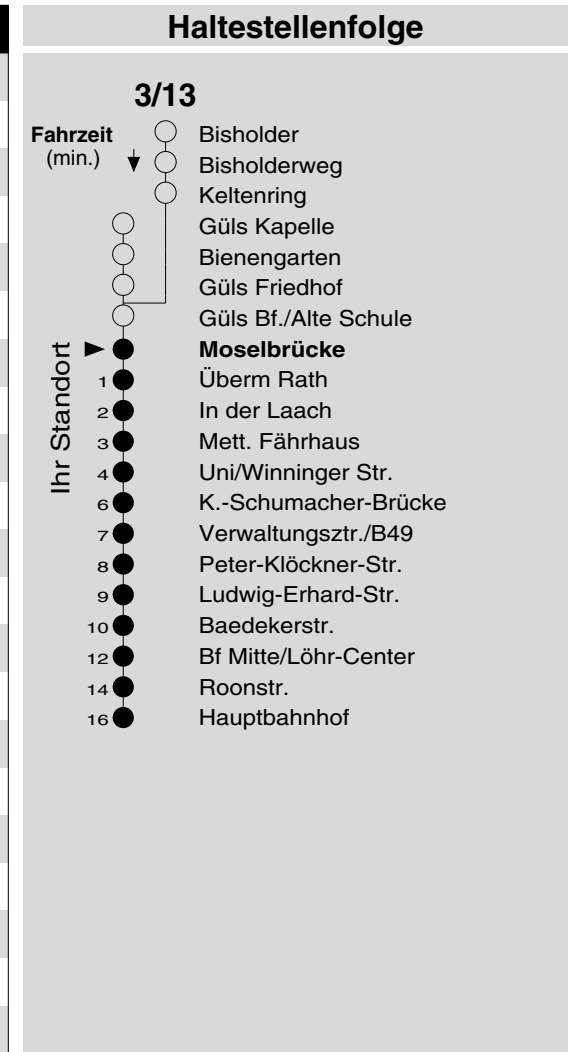 Haltestellenfolge
3/13
Fahrzeit
(min.)
Bisholder
Bisholderweg
Keltenring
Güls Kapelle
Bienengarten
Güls Friedhof
Güls Bf./Alte Schule
Ihr Standort
Moselbrücke
1 Überm Rath
2 In der Laach
3 Mett. Fährhaus
4 Uni/Winninger Str.
6 K.-Schumacher-Brücke
7 Verwaltungsztr./B49
8 Peter-Klöckner-Str.
9 Ludwig-Erhard-Str.
10 Baedekerstr.
12 Bf Mitte/Löhr-Center
14 Roonstr.
16 Hauptbahnhof